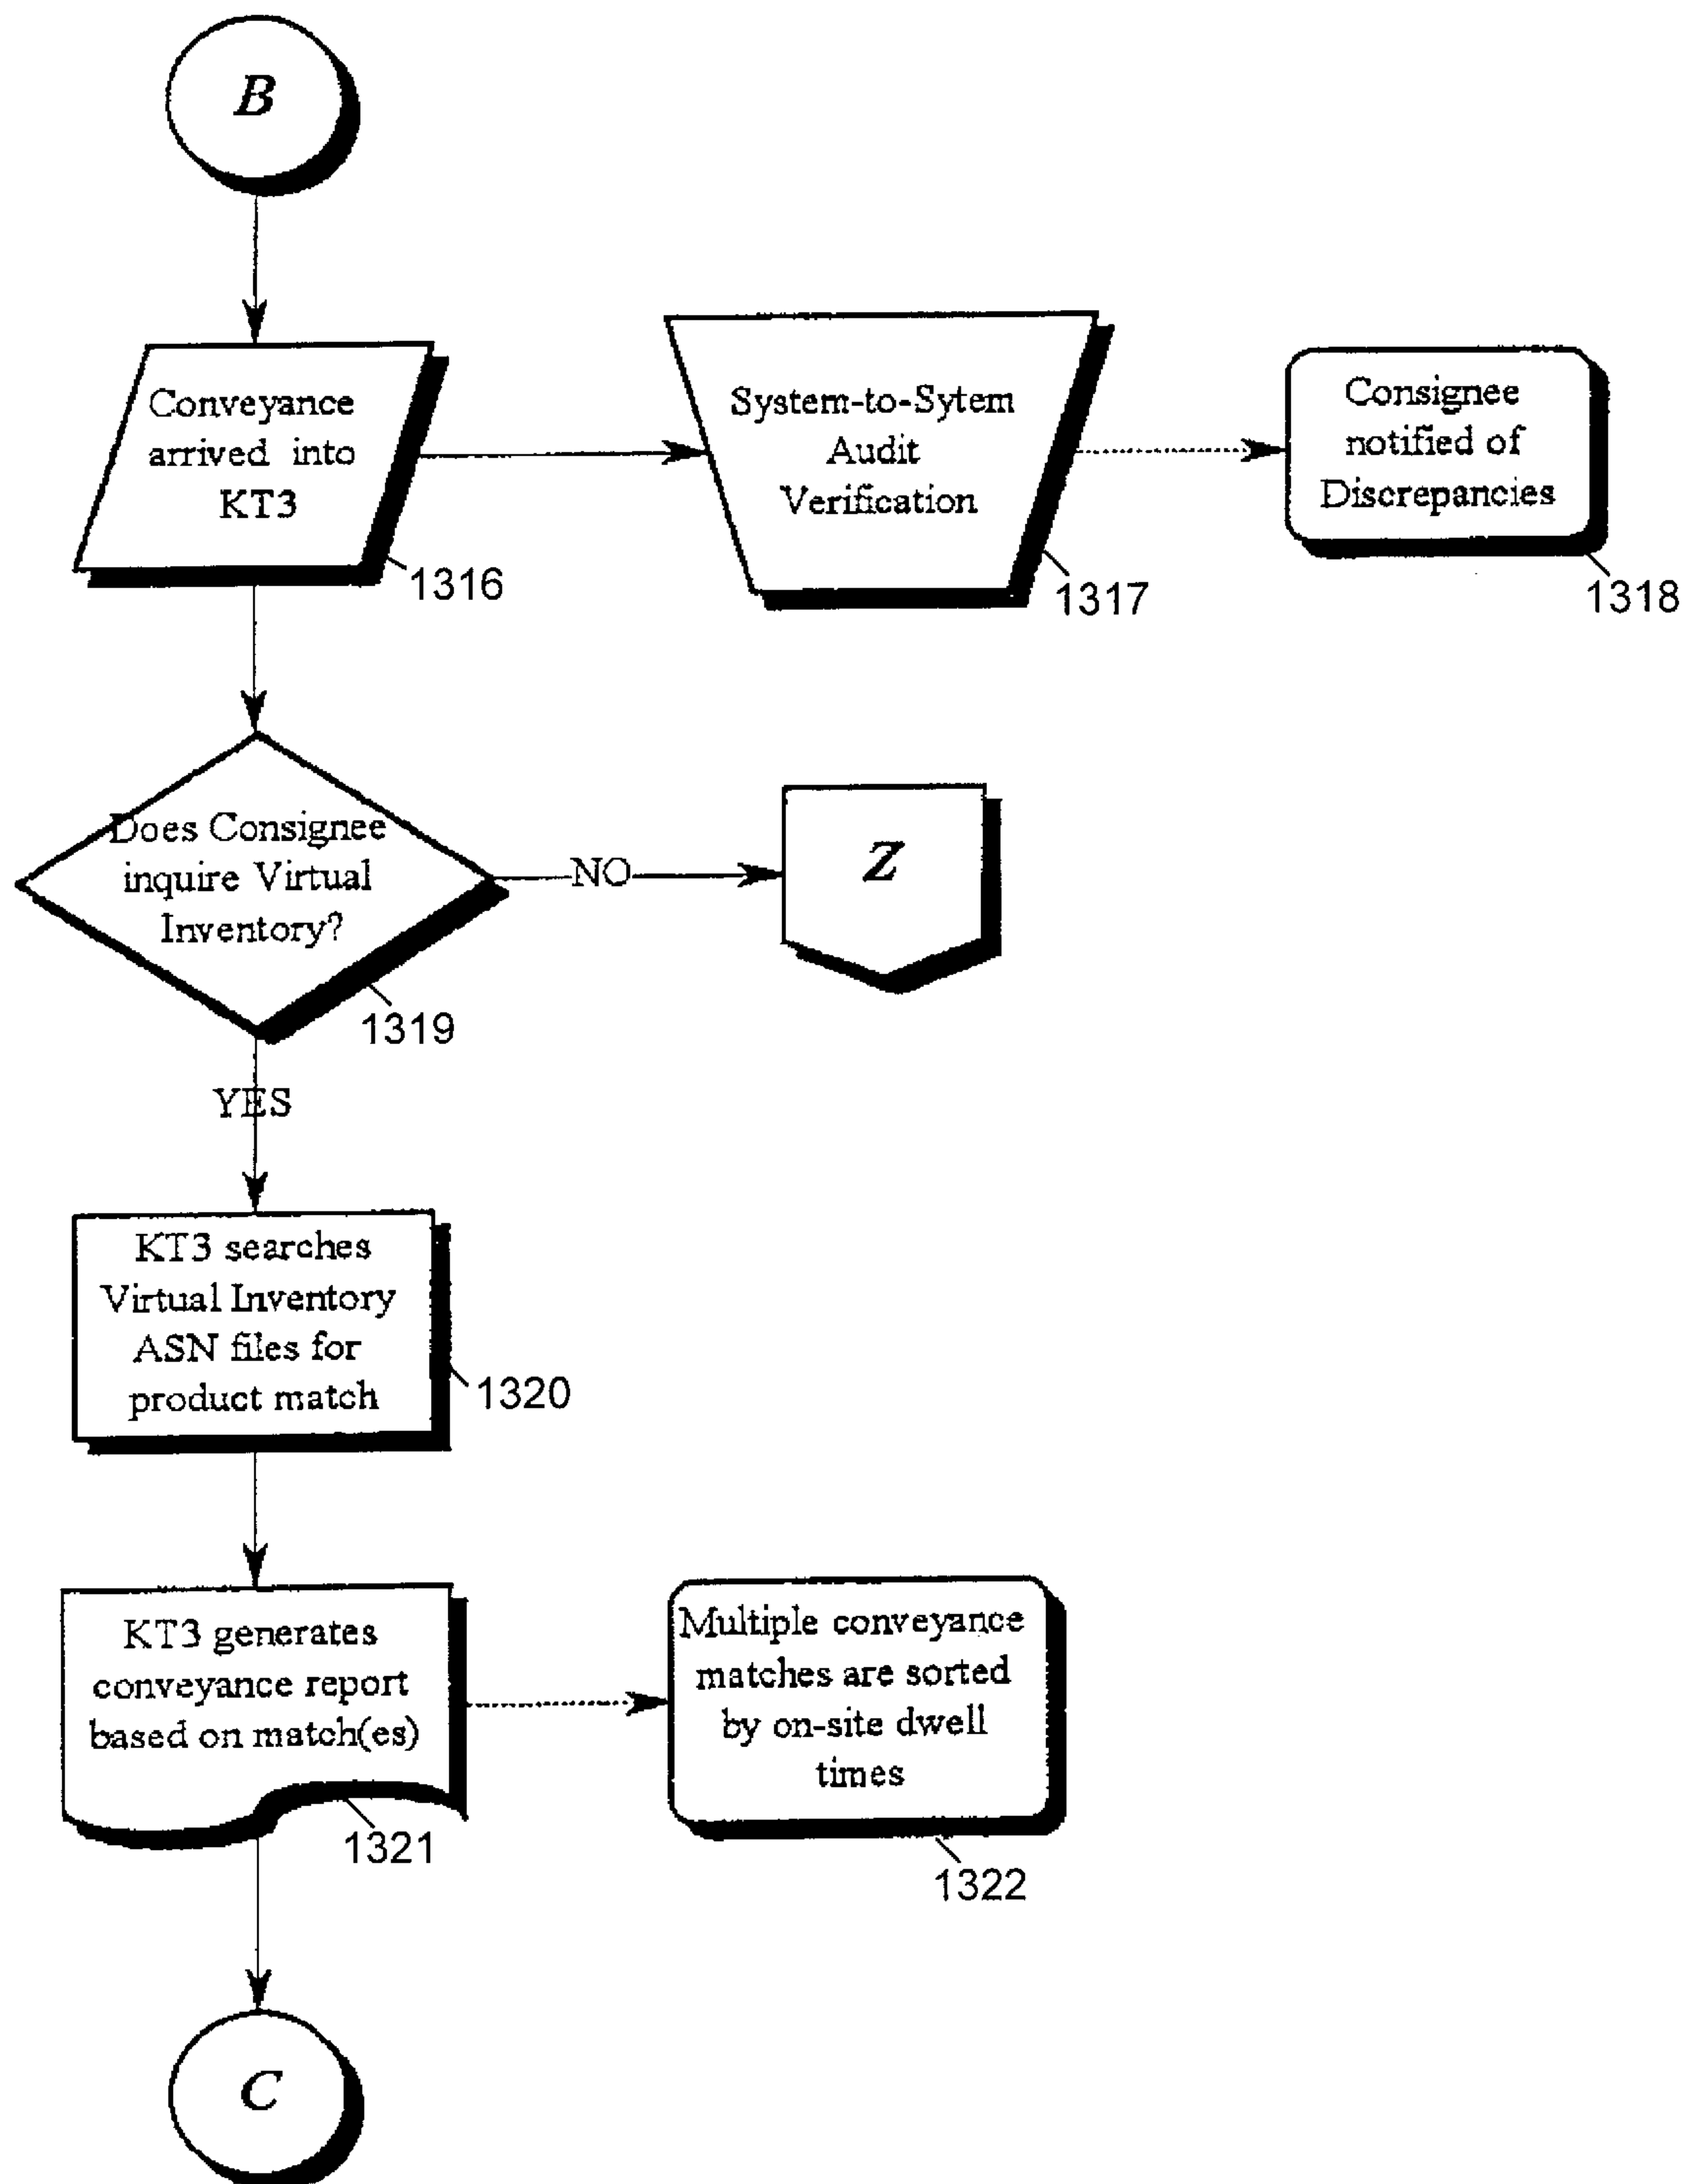 B
Conveyance
arrived into
KT3
1316
System-to-Sytem
Audit
Verification
1317
Consignee
notified of
Discrepancies
1318
Does Consignee
inquire Virtual
Inventory?
1319
NO
Z
YES
KT3 searches
Virtual Inventory
ASN files for
product match
1320
KT3 generates
conveyance report
based on match(es)
1321
Multiple conveyance
matches are sorted
by on-site dwell
times
1322
C